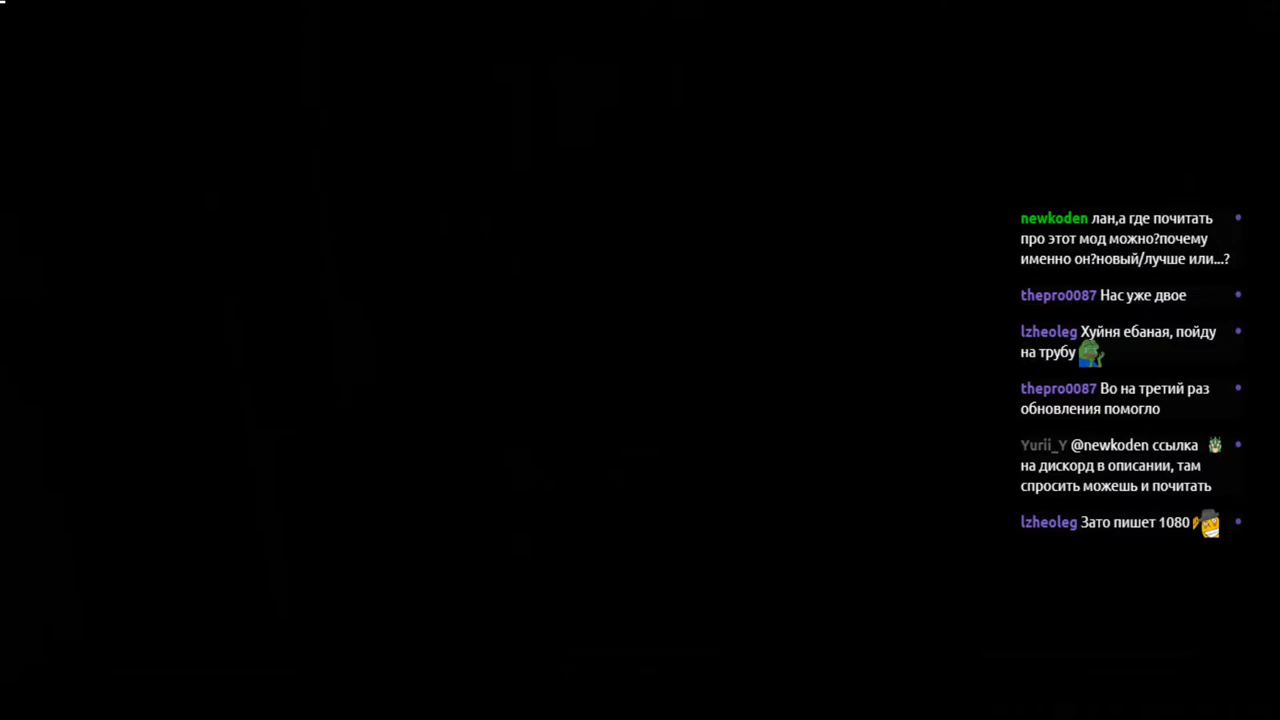 newkoden лан,а где почитать
про этот мод можно?почему
именно он?новый/лучше или...?
thepro0087 Нас уже двое
lzheoleg Хуйня ебаная, пойду
на трубу
thepro0087 Во на третий раз
обновления помогло
Yurii_Y @newkoden ссылка
на дискорд в описании, там
спросить можешь и почитать
lzheoleg Зато пишет 1080